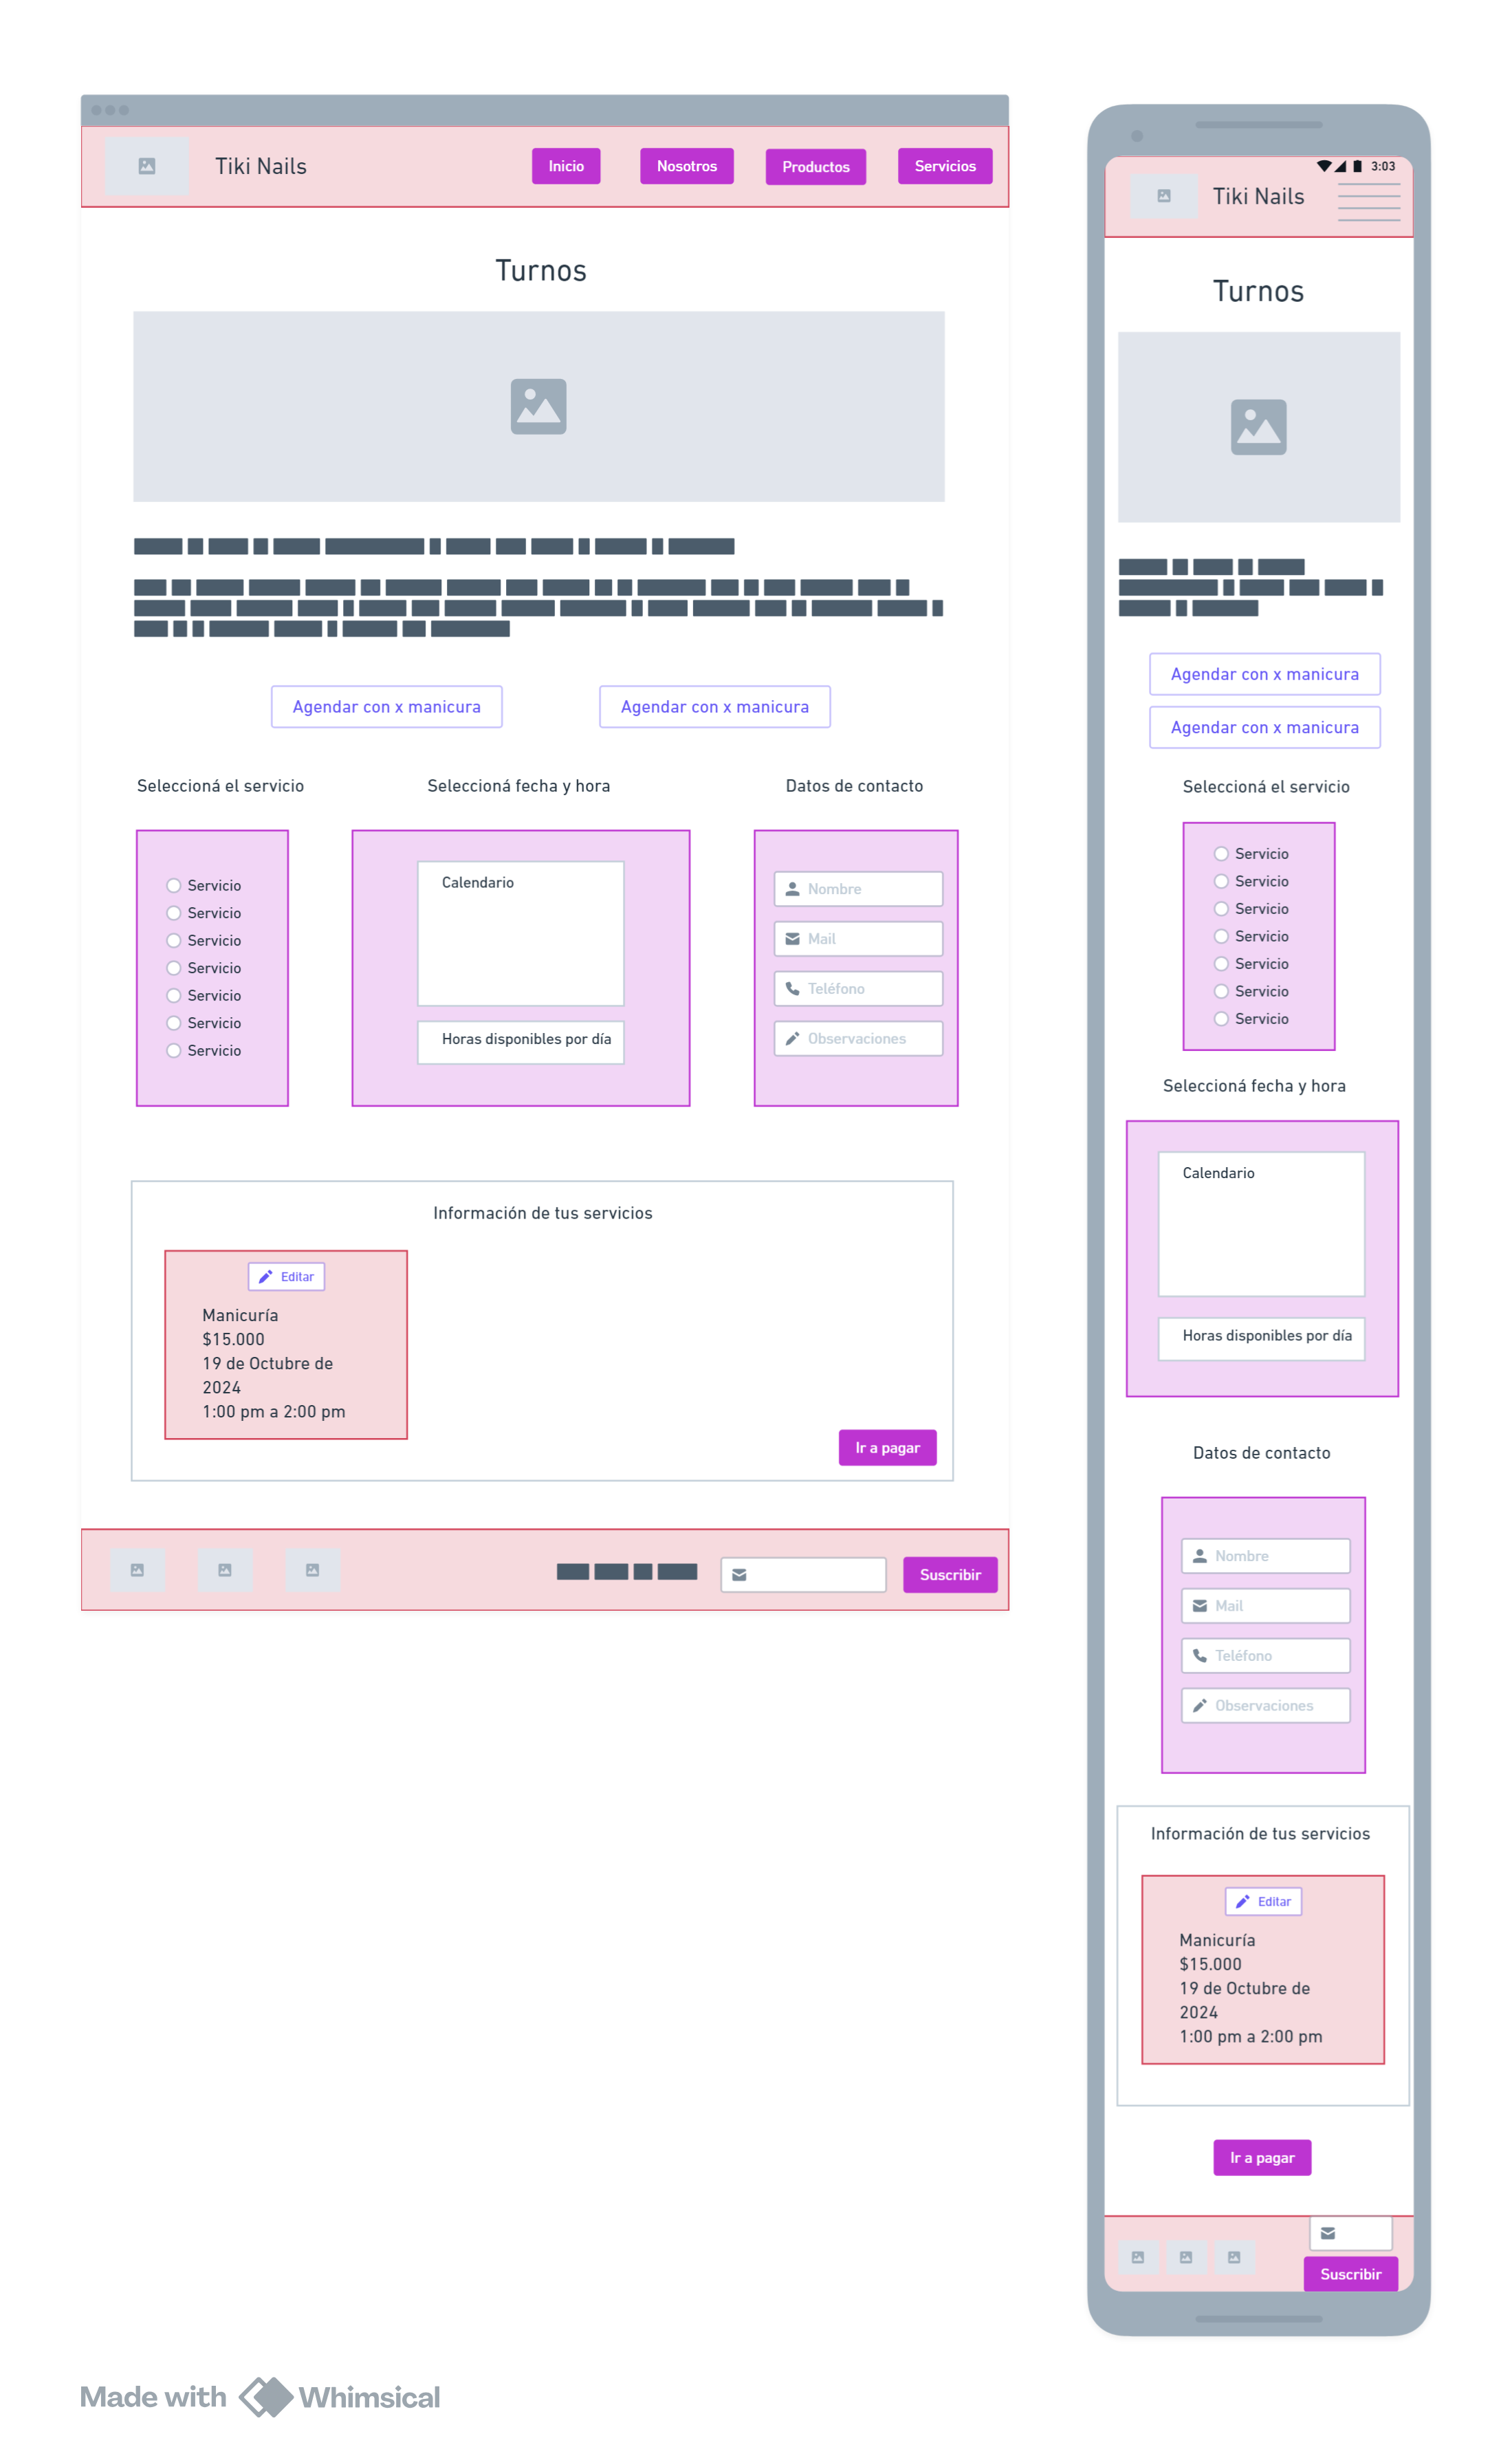 Tiki Nails
Inicio
Nosotros
Productos
Servicios
Turnos
Agendar con x manicura
Agendar con x manicura
Seleccioná el servicio
Servicio
Servicio
Servicio
Servicio
Servicio
Servicio
Servicio
Seleccioná fecha y hora
Calendario
Horas disponibles por día
Datos de contacto
Nombre
Mail
Teléfono
Observaciones
Información de tus servicios
Editar
Manicuría
$15.000
19 de Octubre de
2024
1:00 pm a 2:00 pm
Ir a pagar
Suscribir
3:03
Tiki Nails
Turnos
Agendar con x manicura
Agendar con x manicura
Seleccioná el servicio
Servicio
Servicio
Servicio
Servicio
Servicio
Servicio
Servicio
Seleccioná fecha y hora
Calendario
Horas disponibles por día
Datos de contacto
Nombre
Mail
Teléfono
Observaciones
Información de tus servicios
Editar
Manicuría
$15.000
19 de Octubre de
2024
1:00 pm a 2:00 pm
Ir a pagar
Suscribir
Made with Whimsical